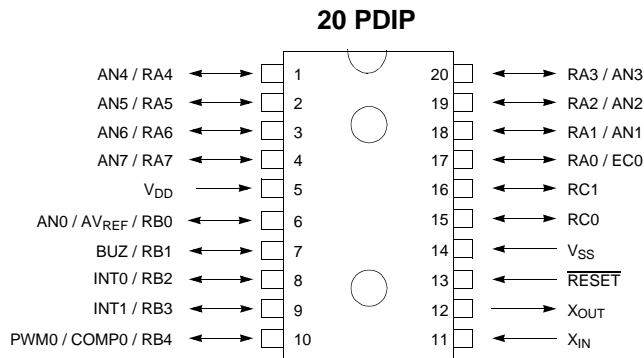 20 PDIP
AN4 / RA4 1 20 RA3 / AN3
AN5 / RA5 2 19 RA2 / AN2
AN6 / RA6 3 18 RA1 / AN1
AN7 / RA7 4 17 RA0 / EC0
VDD 5 16 RC1
AN0 / AVREF / RB0 6 15 RC0
BUZ / RB1 7 14 VSS
INT0 / RB2 8 13 RESET
INT1 / RB3 9 12 XOUT
PWM0 / COMP0 / RB4 10 11 XIN